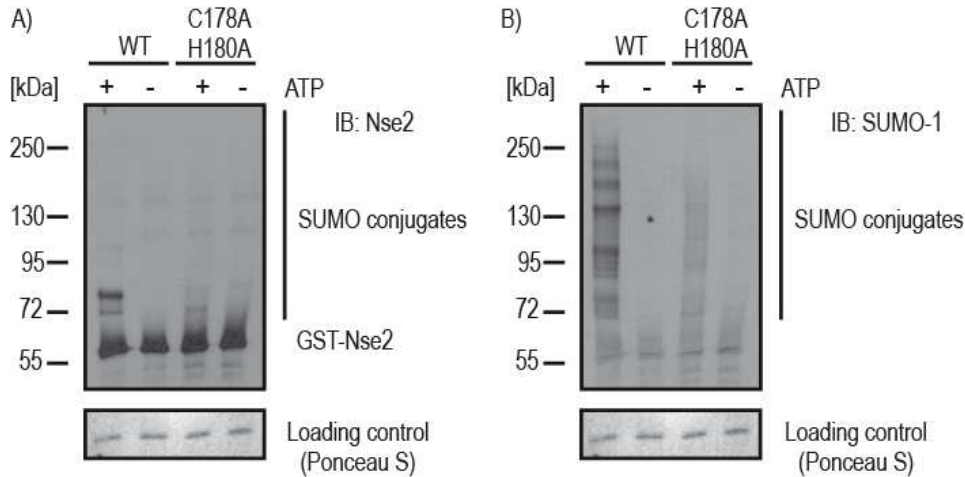 A)
C178A
WT H180A
[kDa] + - + - ATP
IB: Nse2
250
130 SUMO conjugates
95
72
GST-Nse2
55
Loading control
(Ponceau S)
B)
C178A
WT H180A
[kDa] + - + - ATP
IB: SUMO-1
250
130 SUMO conjugates
95
72
55
Loading control
(Ponceau S)